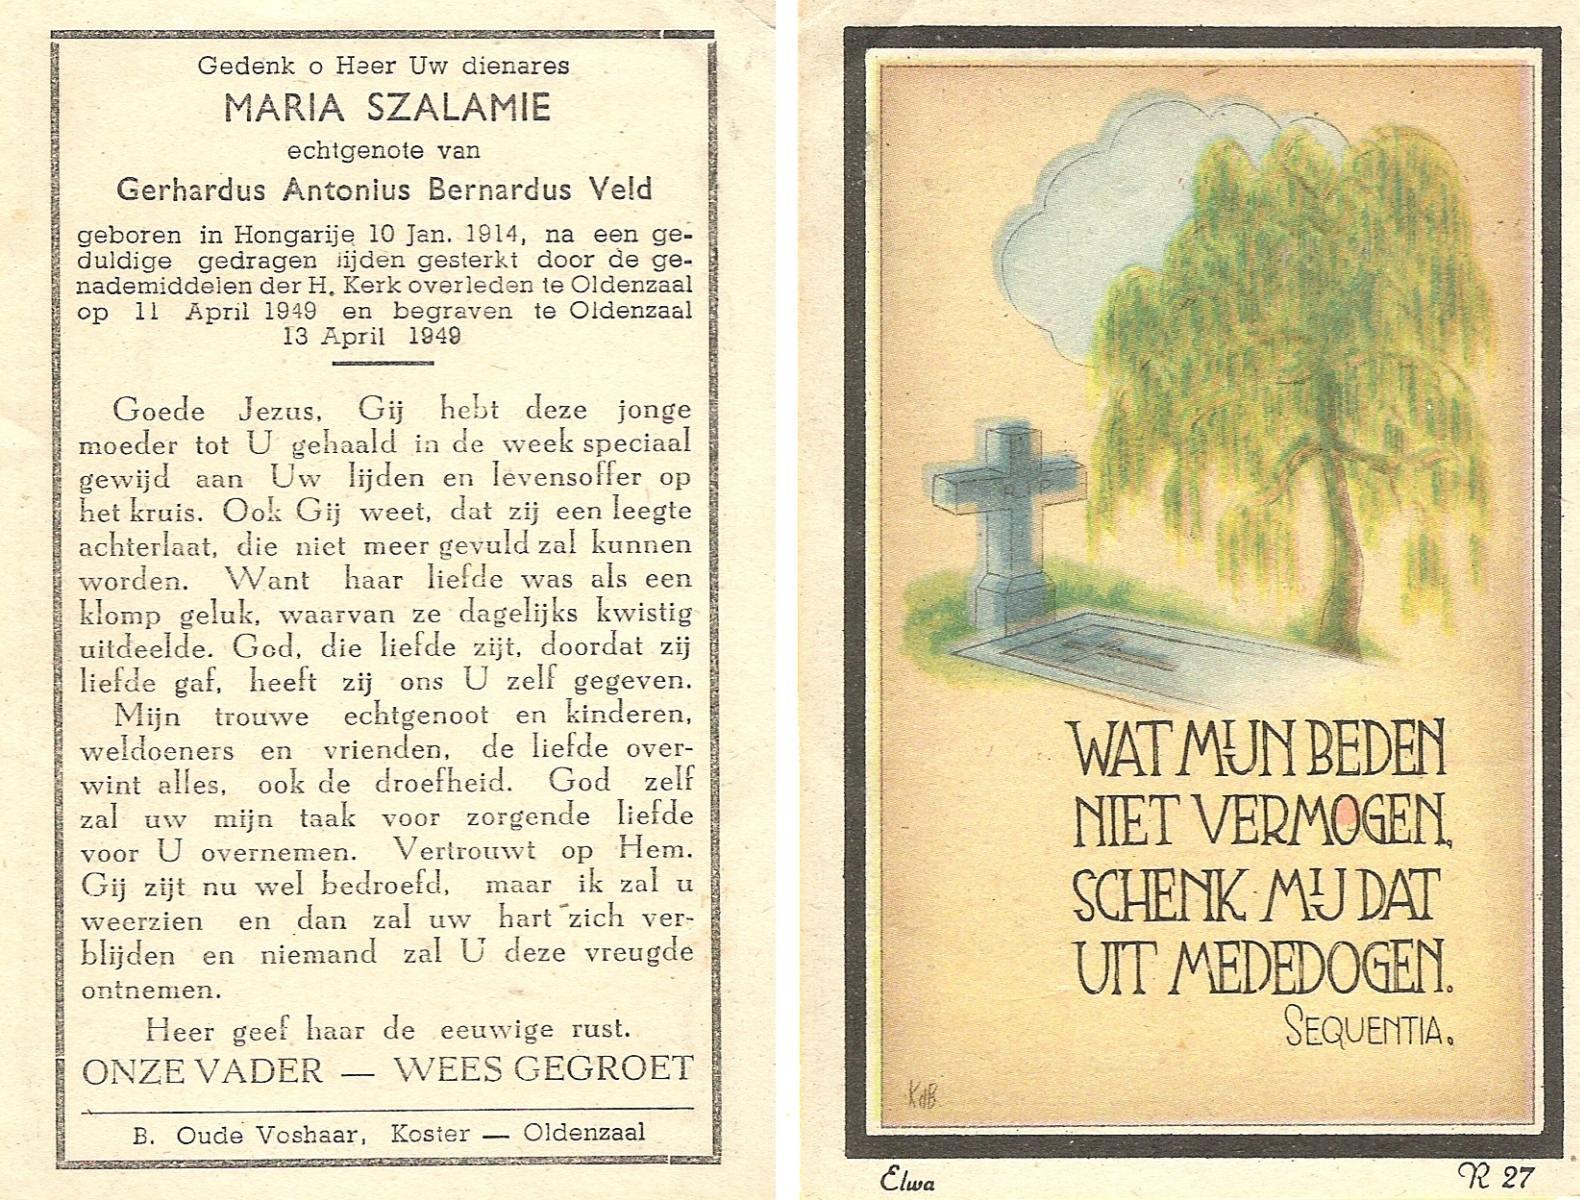 Gedenk o Heer Uw dienares
MARIA SZALAMIE
echtgenote van
Gerhardus Antonius Bernardus Veld
geboren in Hongarije 10 Jan. 1914, na een ge-
duldige gedragen lijden gesterkt door de ge-
nademiddelen der H. Kerk overleden te Oldenzaal
op 11 April 1949 en begraven te Oldenzaal
13 April 1949
Goede Jezus, Gij hebt deze jonge
moeder tot U gehaald in de week speciaal
gewijd aan Uw lijden en levensoffer op
het kruis. Ook Gij weet, dat zij een leegte
achterlaat, die niet meer gevuld zal kunnen
worden. Want haar liefde was als een
klomp geluk, waarvan ze dagelijks kwistig
uitdeelde. God, die liefde zijt, doordat zij
liefde gaf, heeft zij ons U zelf gegeven.
Mijn trouwe echtgenoot en kinderen,
weldoeners en vrienden, de liefde over-
wint alles, ook de droefheid. God zelf
zal uw mijn taak voor zorgende liefde
voor U overnemen. Vertrouwt op Hem.
Gij zijt nu wel bedroefd, maar ik zal u
weerzien en dan zal uw hart zich ver-
blijden en niemand zal U deze vreugde
ontnemen.
Heer geef haar de eeuwige rust.
ONZE VADER — WEES GEGROET
B. Oude Voshaar, Koster — Oldenzaal
R I P
WAT MIJN BEDEN
NIET VERMOGEN,
SCHENK MIJ DAT
UIT MEDEDOGEN.
SEQUENTIA.
KdB
Elwa
R 27